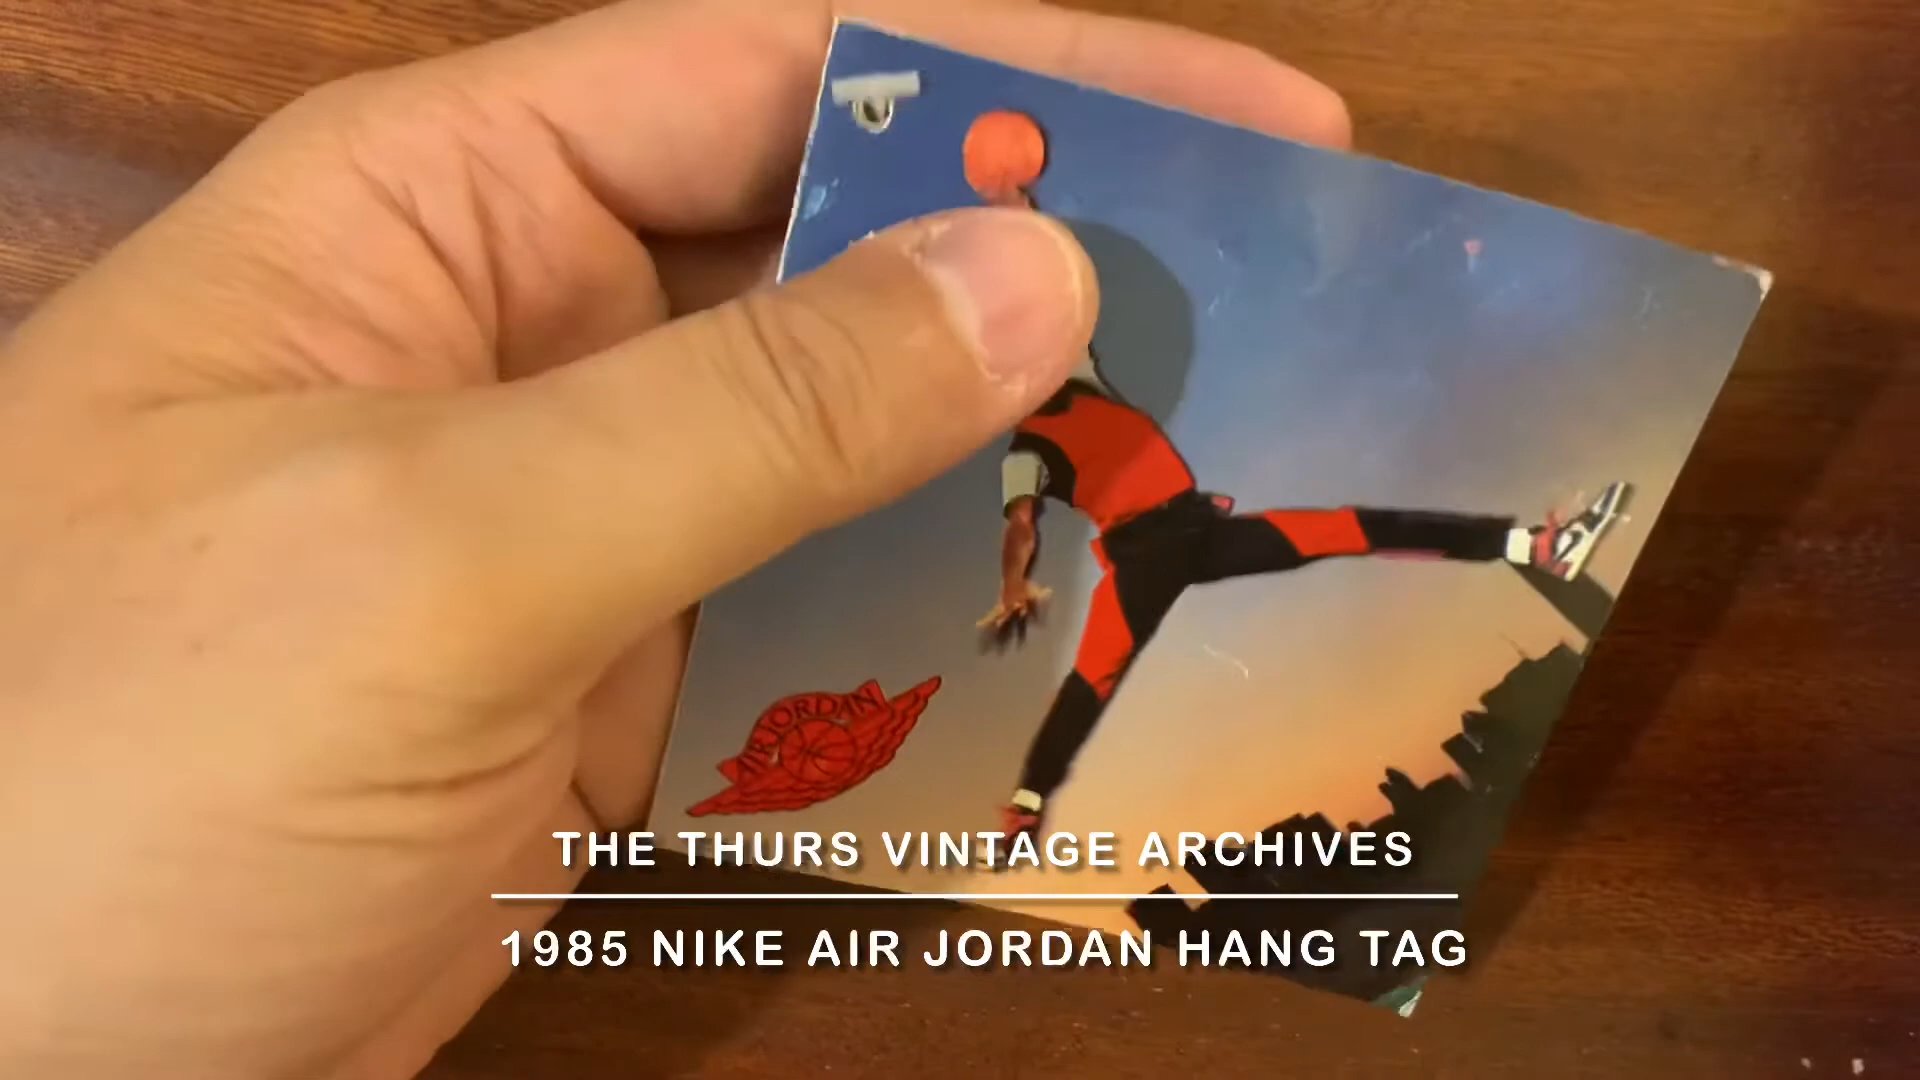 AIR JORDAN
THE THURS VINTAGE ARCHIVES
1985 NIKE AIR JORDAN HANG TAG